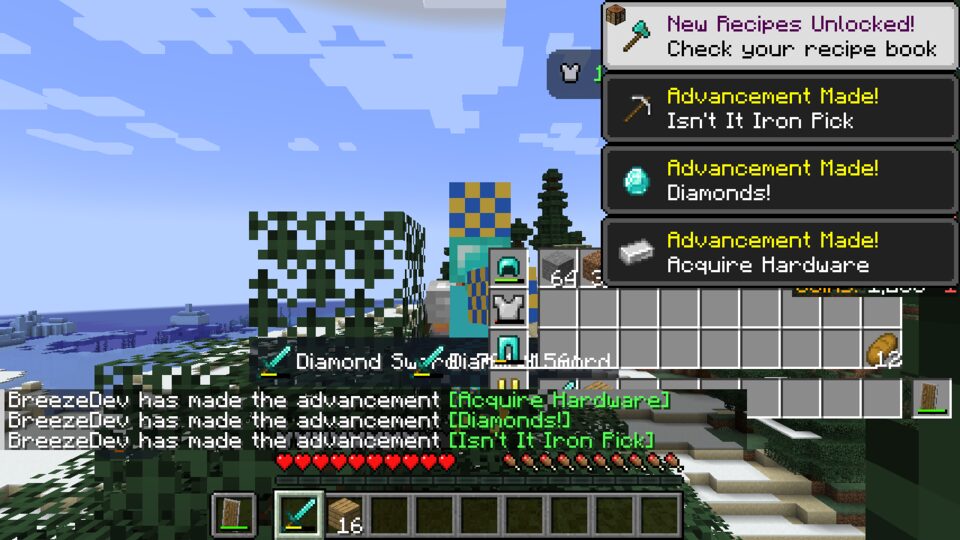 New Recipes Unlocked!
Check your recipe book
Advancement Made!
Isn't It Iron Pick
Advancement Made!
Diamonds!
Advancement Made!
Acquire Hardware
64
12
Diamond
BreezeDev has made the advancement [Acquire Hardware]
BreezeDev has made the advancement [Diamonds!]
BreezeDev has made the advancement [Isn't It Iron Pick]
16